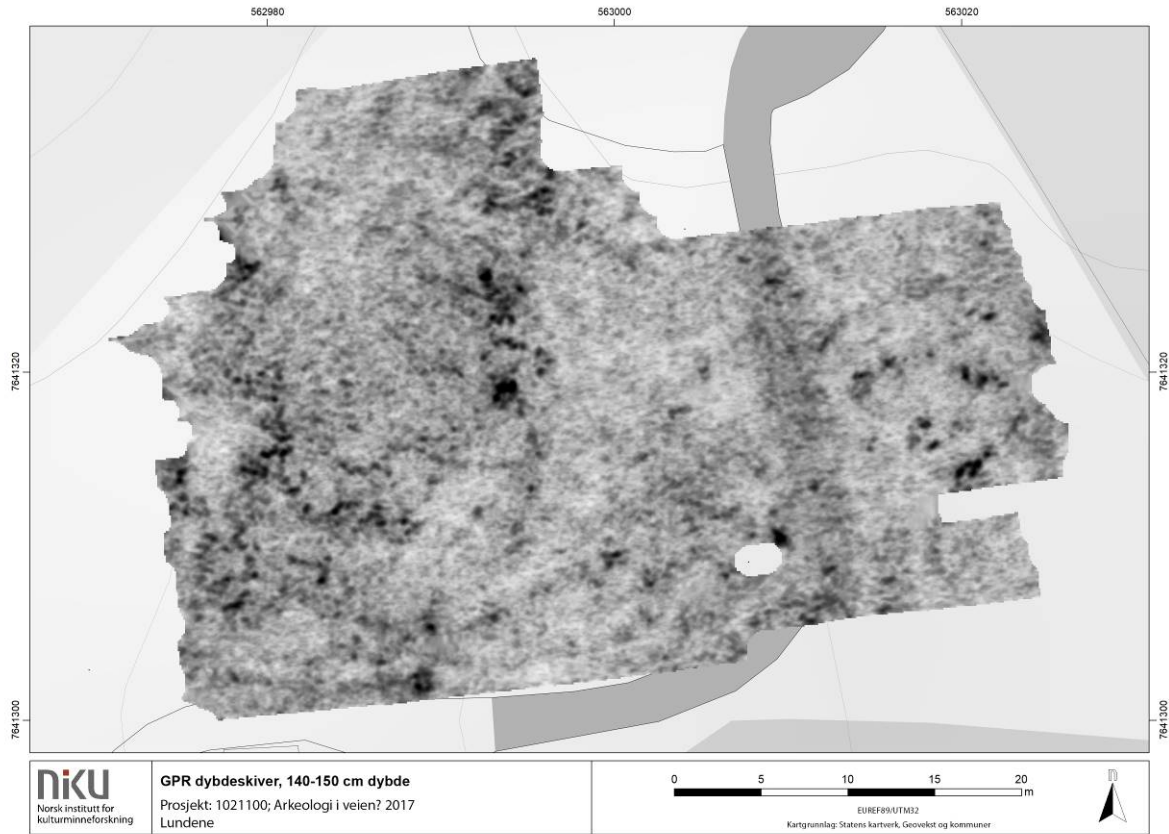 562980
563000
563020
7641320
7641320
7641300
7641300
niku
Norsk institutt for
kulturminneforskning
GPR dybdeskiver, 140-150 cm dybde
Prosjekt: 1021100; Arkeologi i veien? 2017
Lundene
0 5 10 15 20
m
EUREF89/UTM32
Kartgrunnlag: Statens kartverk, Geovekst og kommuner
n